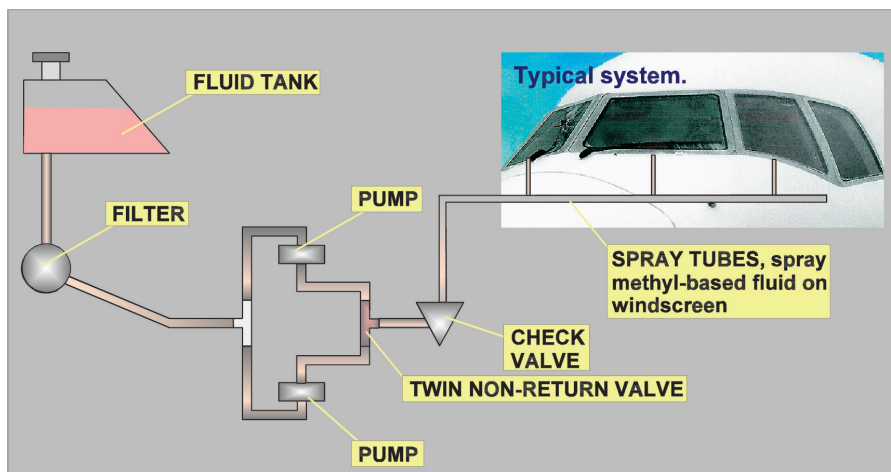 Typical system.
FLUID TANK
PUMP
FILTER
SPRAY TUBES, spray
methyl-based fluid on
windscreen
CHECK
VALVE
TWIN NON-RETURN VALVE
PUMP